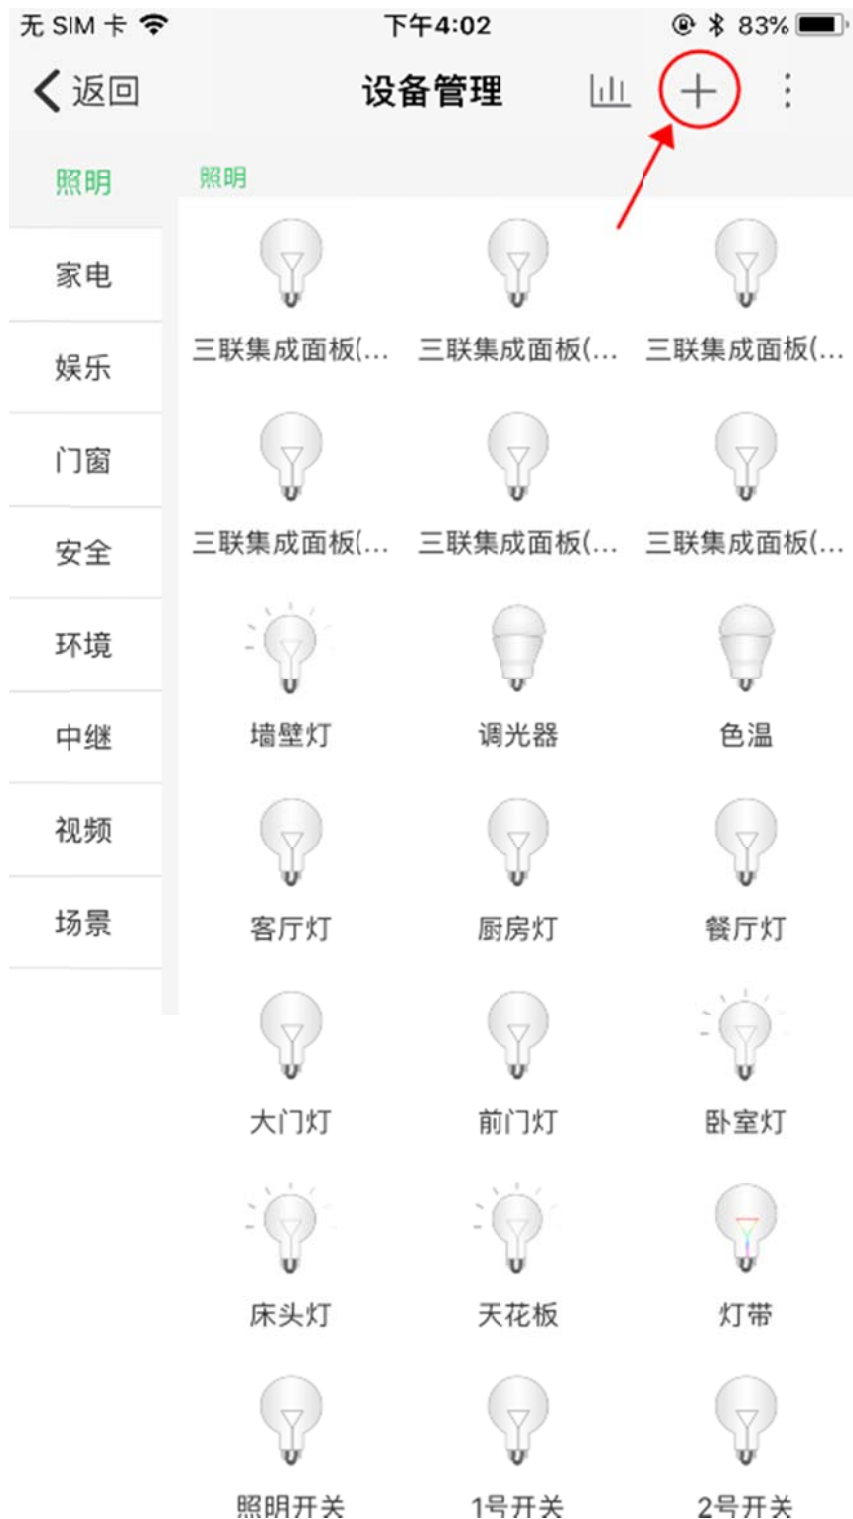 无 SIM 卡 下午4:02 83%
返回 设备管理
照明
家电
娱乐
门窗
安全
环境
中继
视频
场景
照明
三联集成面板(... 三联集成面板(... 三联集成面板(...
三联集成面板(... 三联集成面板(... 三联集成面板(...
墙壁灯 调光器 色温
客厅灯 厨房灯 餐厅灯
大门灯 前门灯 卧室灯
床头灯 天花板 灯带
照明开关 1号开关 2号开关